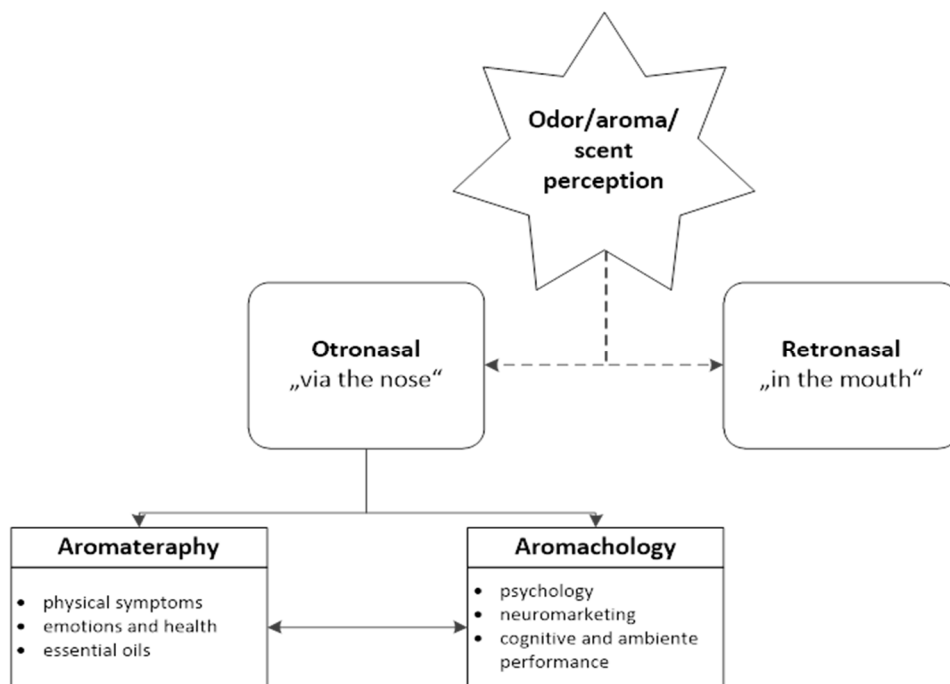 Odor/aroma/
scent
perception
Otronasal
„via the nose“
Retronasal
„in the mouth“
Aromateraphy
• physical symptoms
• emotions and health
• essential oils
Aromachology
• psychology
• neuromarketing
• cognitive and ambiente
performance